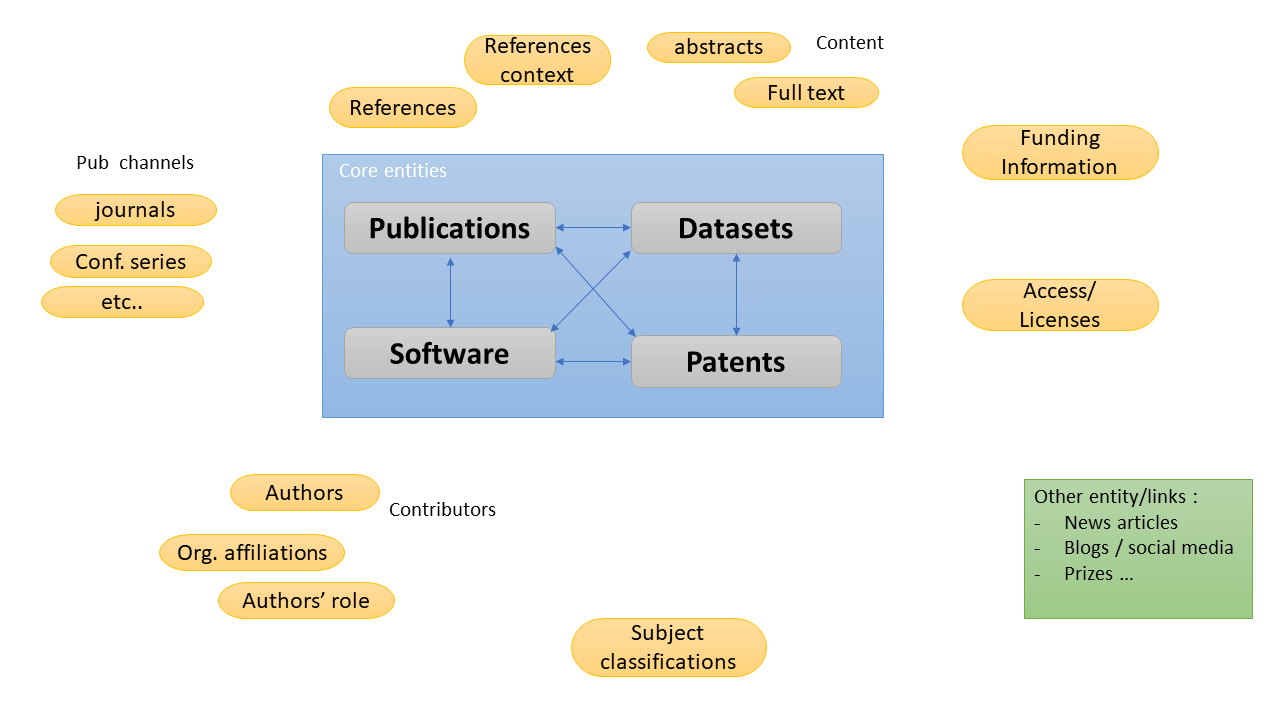 References
context
abstracts
Content
Full text
References
Funding
Information
Pub channels
journals
Conf. series
etc..
Core entities
Publications
Datasets
Software
Patents
Access/
Licenses
Authors
Contributors
Org. affiliations
Authors’ role
Subject
classifications
Other entity/links :
- News articles
- Blogs / social media
- Prizes ...